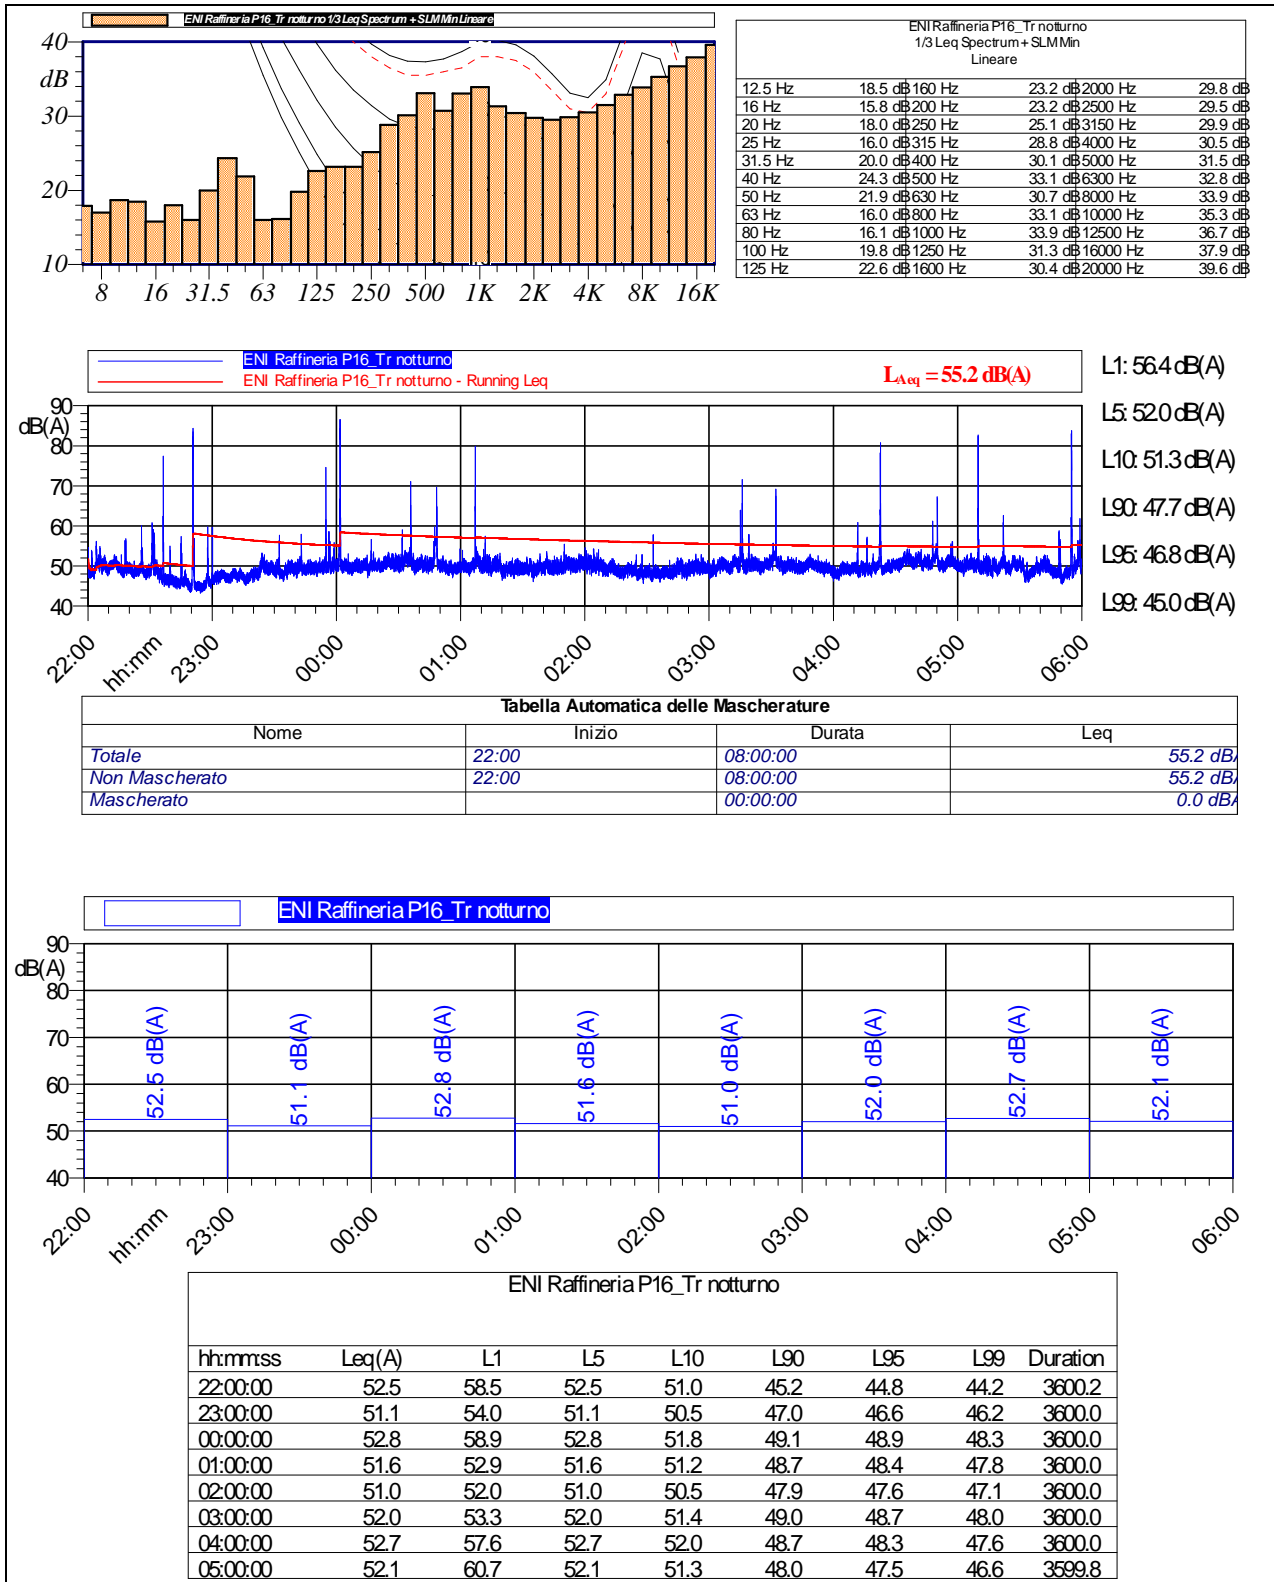 ENI Raffineria P16_Tr notturno 1/3 Leq Spectrum + SLM Min Lineare
40
dB
30
20
10
8 16 31.5 63 125 250 500 1K 2K 4K 8K 16K
ENI Raffineria P16_Tr notturno
1/3 Leq Spectrum + SLM Min
Lineare
12.5 Hz 18.5 dB 160 Hz 23.2 dB 2000 Hz 29.8 dB
16 Hz 15.8 dB 200 Hz 23.2 dB 2500 Hz 29.5 dB
20 Hz 18.0 dB 250 Hz 25.1 dB 3150 Hz 29.9 dB
25 Hz 16.0 dB 315 Hz 28.8 dB 4000 Hz 30.5 dB
31.5 Hz 20.0 dB 400 Hz 30.1 dB 5000 Hz 31.5 dB
40 Hz 24.3 dB 500 Hz 33.1 dB 6300 Hz 32.8 dB
50 Hz 21.9 dB 630 Hz 30.7 dB 8000 Hz 33.9 dB
63 Hz 16.0 dB 800 Hz 33.1 dB 10000 Hz 35.3 dB
80 Hz 16.1 dB 1000 Hz 33.9 dB 12500 Hz 36.7 dB
100 Hz 19.8 dB 1250 Hz 31.3 dB 16000 Hz 37.9 dB
125 Hz 22.6 dB 1600 Hz 30.4 dB 20000 Hz 39.6 dB
ENI Raffineria P16_Tr notturno
ENI Raffineria P16_Tr notturno - Running Leq
LAeq = 55.2 dB(A)
90
dB(A)
80
70
60
50
40
22:00 hh:mm 23:00 00:00 01:00 02:00 03:00 04:00 05:00 06:00
L1: 56.4 dB(A)
L5: 52.0 dB(A)
L10: 51.3 dB(A)
L90: 47.7 dB(A)
L95: 46.8 dB(A)
L99: 45.0 dB(A)
Tabella Automatica delle Mascherature
Nome Inizio Durata Leq
Totale 22:00 08:00:00 55.2 dBA
Non Mascherato 22:00 08:00:00 55.2 dBA
Mascherato 00:00:00 0.0 dBA
ENI Raffineria P16_Tr notturno
90
dB(A)
80
70
60
50
40
52.5 dB(A) 51.1 dB(A) 52.8 dB(A) 51.6 dB(A) 51.0 dB(A) 52.0 dB(A) 52.7 dB(A) 52.1 dB(A)
22:00 hh:mm 23:00 00:00 01:00 02:00 03:00 04:00 05:00 06:00
ENI Raffineria P16_Tr notturno
hh:mm:ss Leq(A) L1 L5 L10 L90 L95 L99 Duration
22:00:00 52.5 58.5 52.5 51.0 45.2 44.8 44.2 3600.2
23:00:00 51.1 54.0 51.1 50.5 47.0 46.6 46.2 3600.0
00:00:00 52.8 58.9 52.8 51.8 49.1 48.9 48.3 3600.0
01:00:00 51.6 52.9 51.6 51.2 48.7 48.4 47.8 3600.0
02:00:00 51.0 52.0 51.0 50.5 47.9 47.6 47.1 3600.0
03:00:00 52.0 53.3 52.0 51.4 49.0 48.7 48.0 3600.0
04:00:00 52.7 57.6 52.7 52.0 48.7 48.3 47.6 3600.0
05:00:00 52.1 60.7 52.1 51.3 48.0 47.5 46.6 3599.8